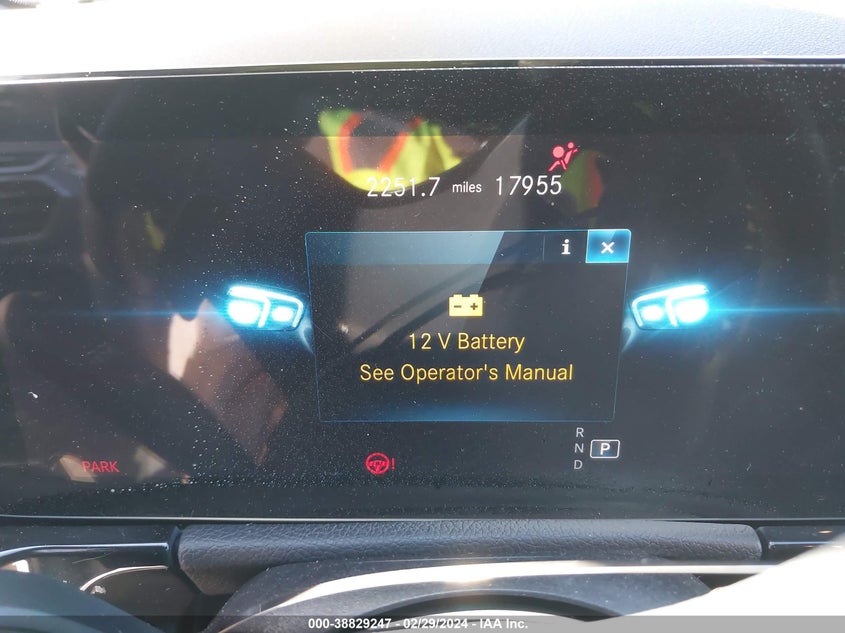 2251.7 miles 17955
i
12 V Battery
See Operator's Manual
R
N P
D
PARK
000-38829247 - 02/29/2024 - IAA Inc.